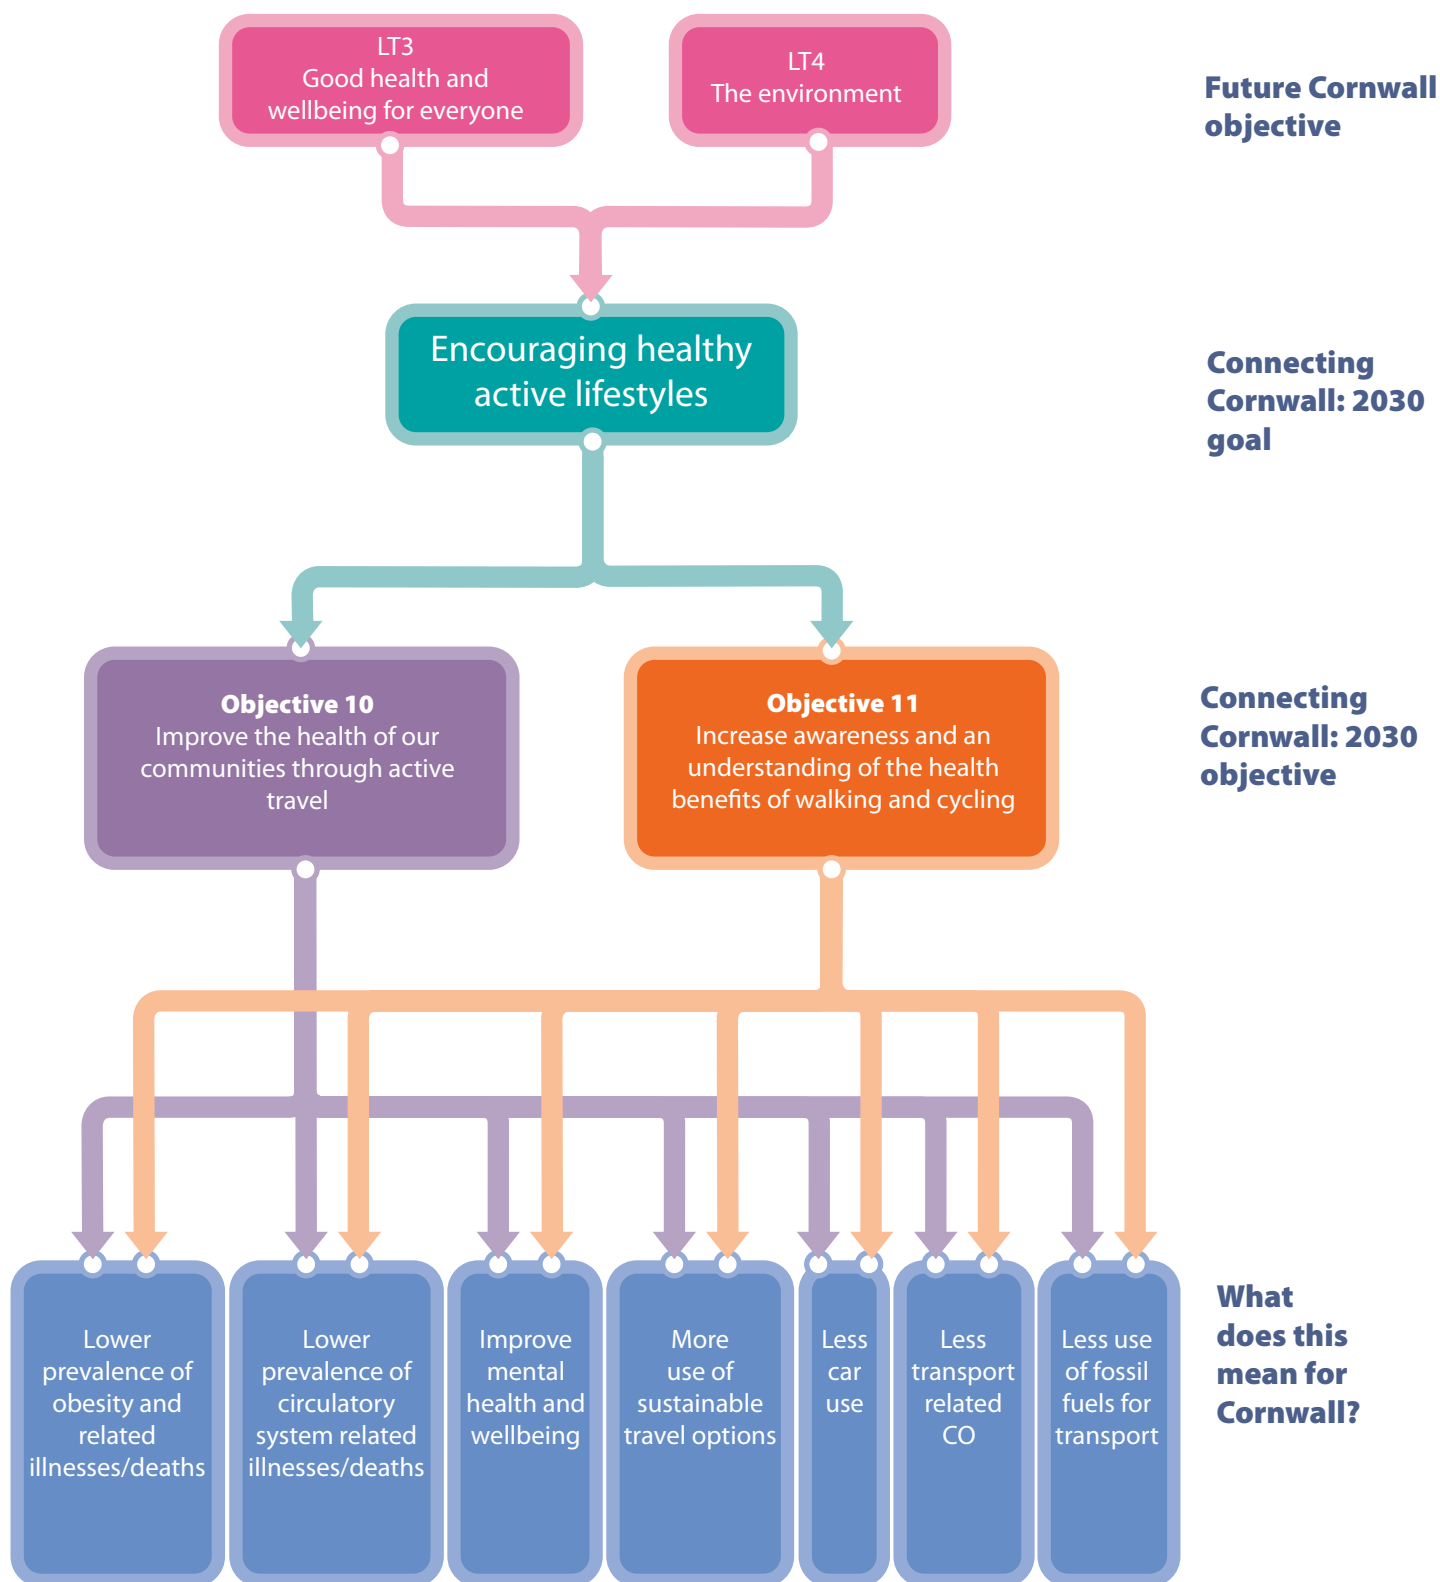 LT3
Good health and
wellbeing for everyone
LT4
The environment
Future Cornwall
objective
Encouraging healthy
active lifestyles
Connecting
Cornwall: 2030
goal
Objective 10
Improve the health of our
communities through active
travel
Objective 11
Increase awareness and an
understanding of the health
benefits of walking and cycling
Connecting
Cornwall: 2030
objective
Lower
prevalence of
obesity and
related
illnesses/deaths
Lower
prevalence of
circulatory
system related
illnesses/deaths
Improve
mental
health and
wellbeing
More
use of
sustainable
travel options
Less
car
use
Less
transport
related
CO
Less use
of fossil
fuels for
transport
What
does this
mean for
Cornwall?